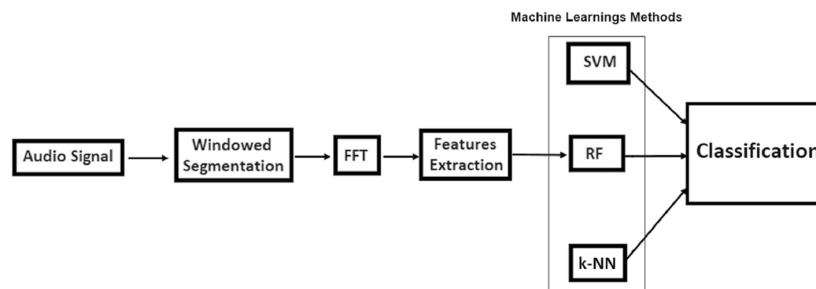 Machine Learnings Methods
SVM
Audio Signal
Windowed
Segmentation
FFT
Features
Extraction
RF
k-NN
Classification